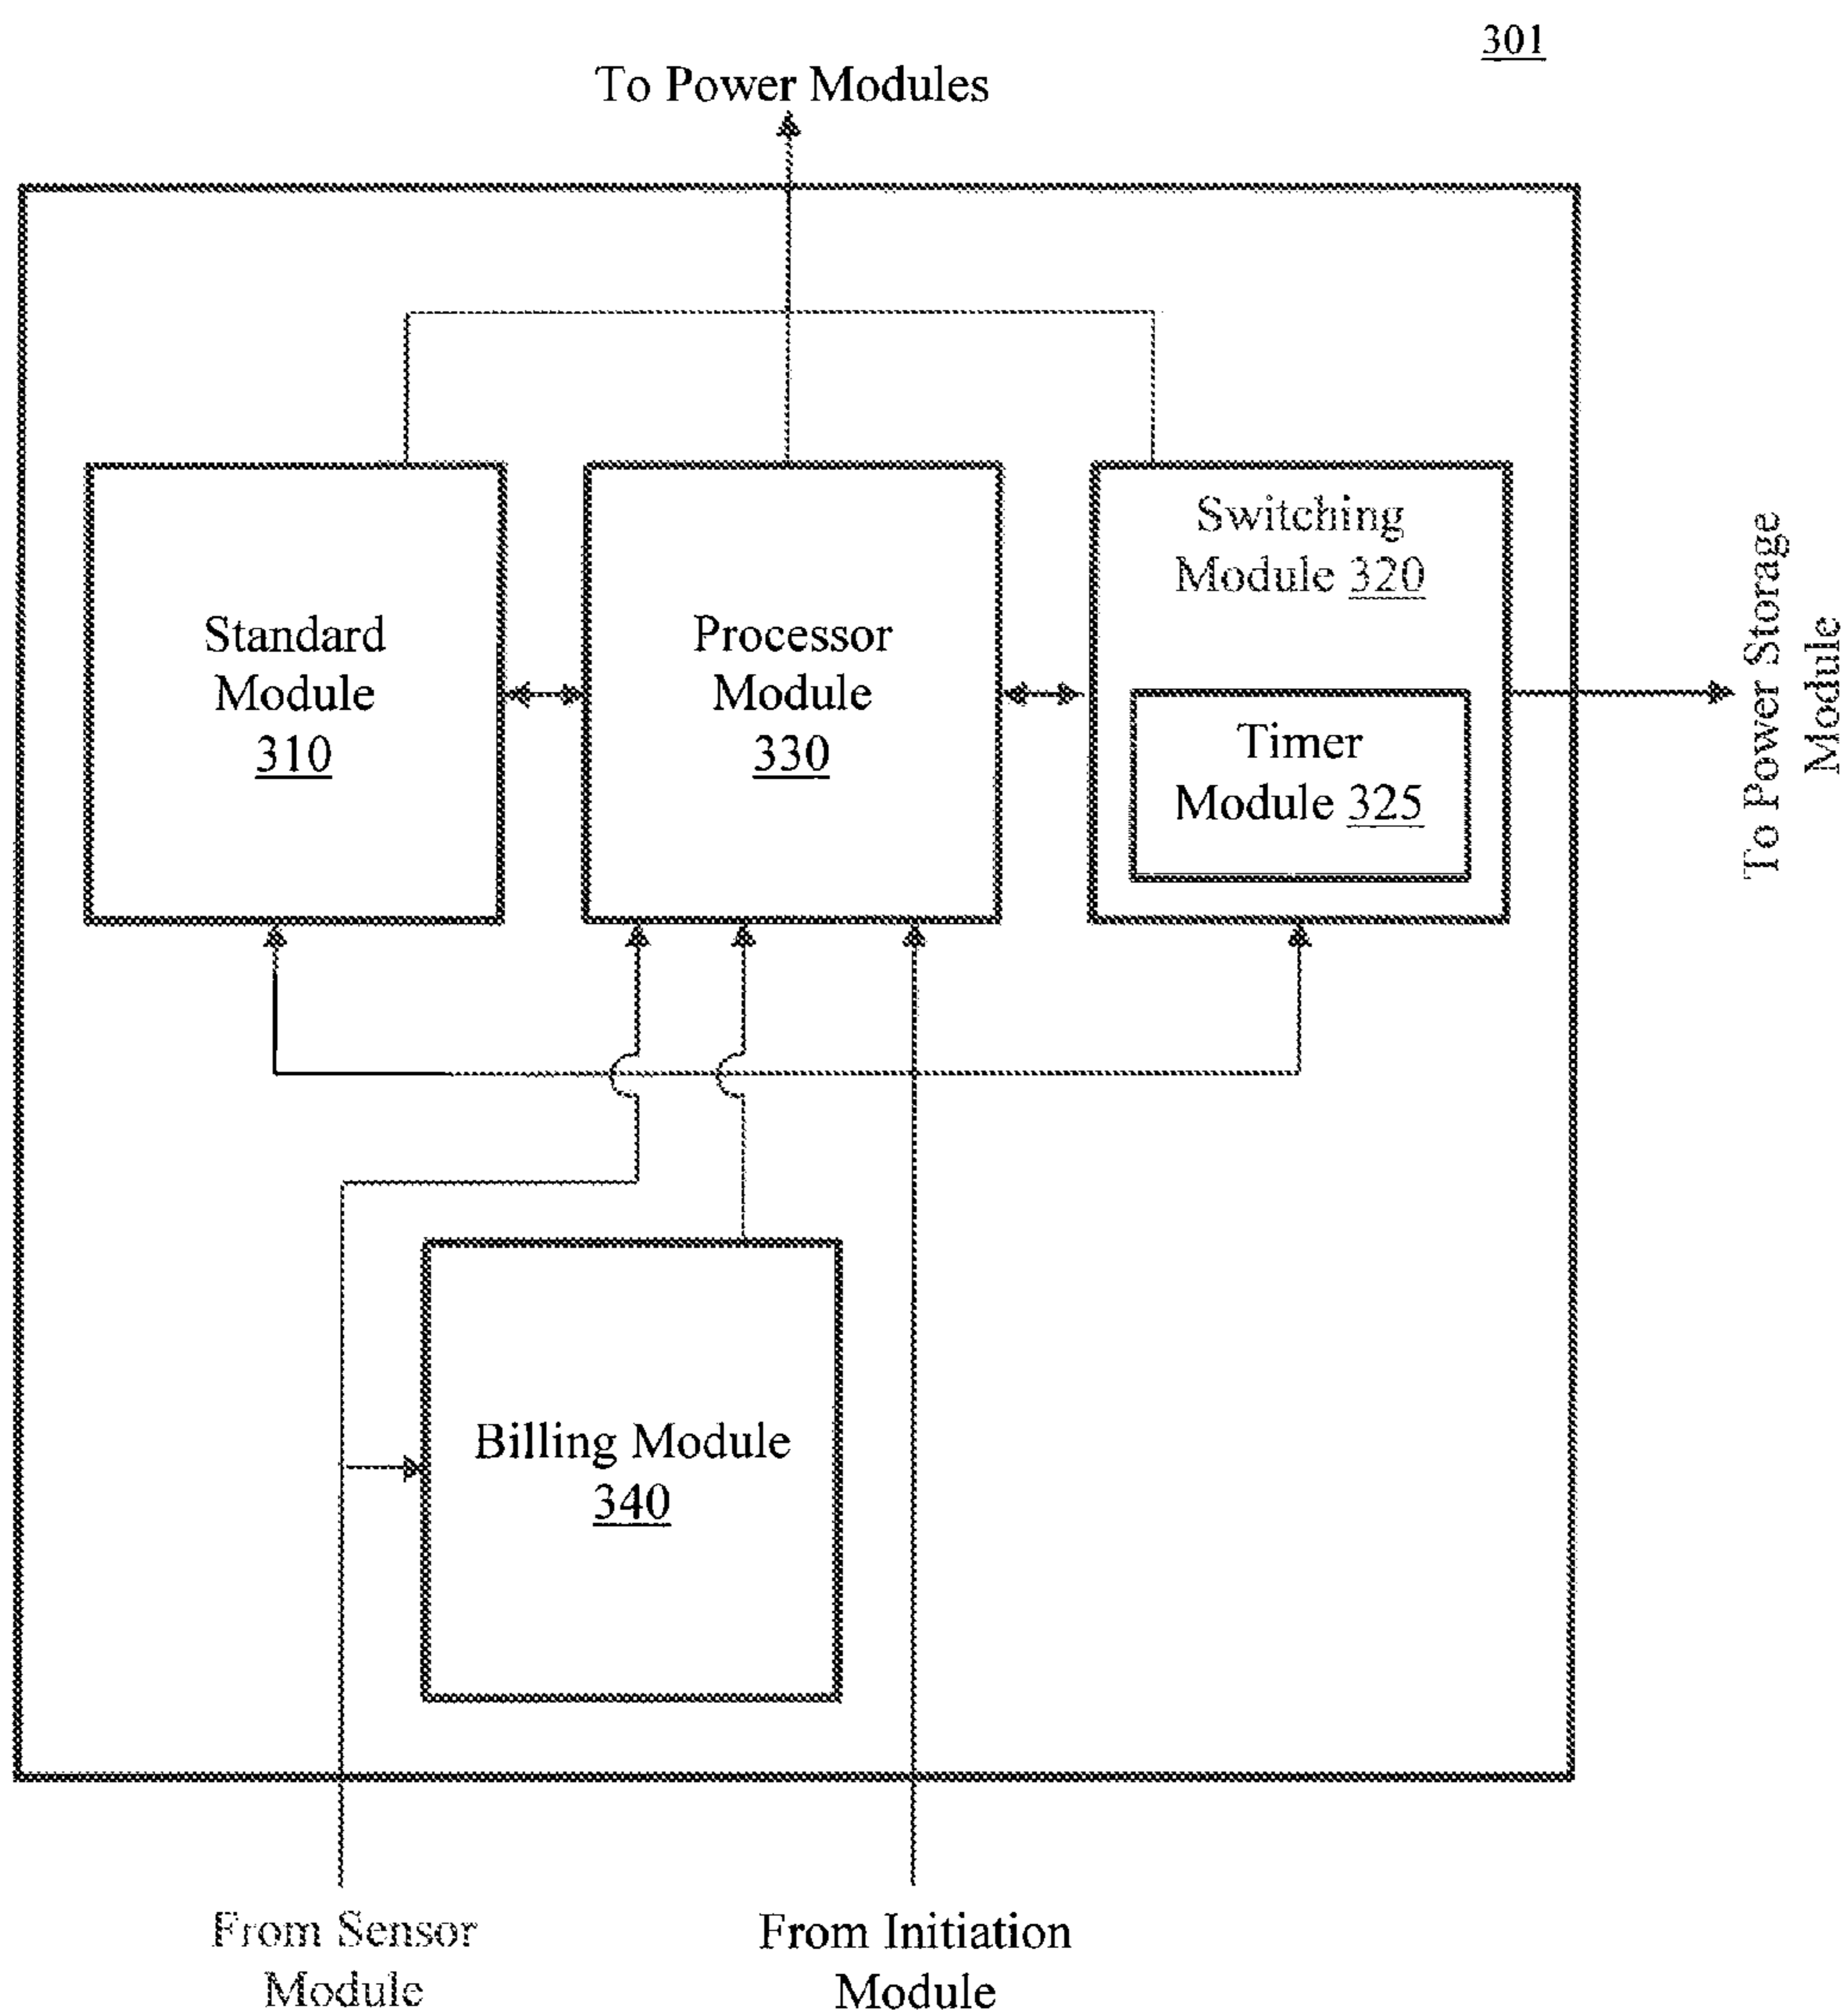 301
To Power Modules
Standard
Module
310
Processor
Module
330
Switching
Module 320
Timer
Module 325
To Power Storage
Module
Billing Module
340
From Sensor
Module
From Initiation
Module